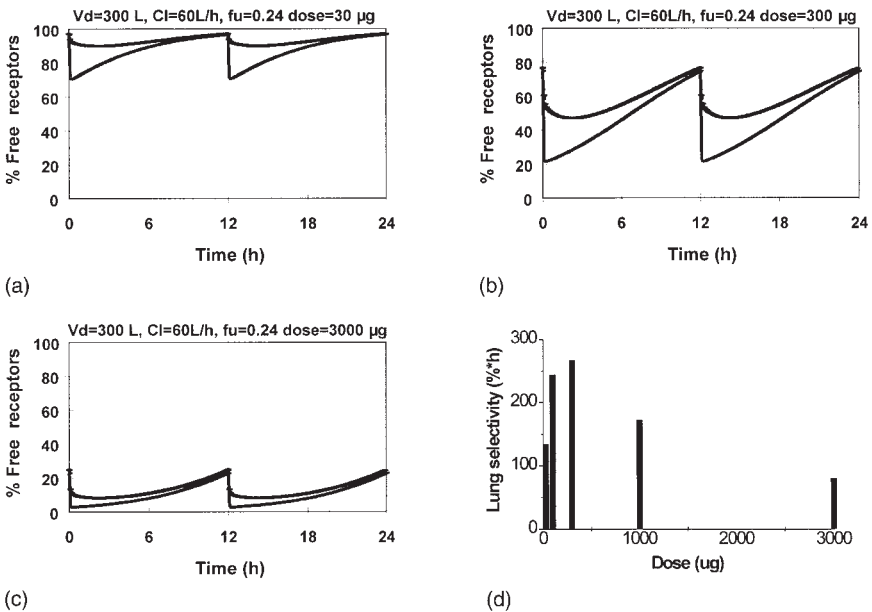 Vd=300 L, Cl=60L/h, fu=0.24 dose=30 µg
100
80
60
40
20
0
% Free receptors
0 6 12 18 24
Time (h)
(a)
Vd=300 L, Cl=60L/h, fu=0.24 dose=300 µg
100
80
60
40
20
0
% Free receptors
0 6 12 18 24
Time (h)
(b)
Vd=300 L, Cl=60L/h, fu=0.24 dose=3000 µg
100
80
60
40
20
0
% Free receptors
0 6 12 18 24
Time (h)
(c)
300
200
100
0
Lung selectivity (%*h)
0 1000 2000 3000
Dose (ug)
(d)